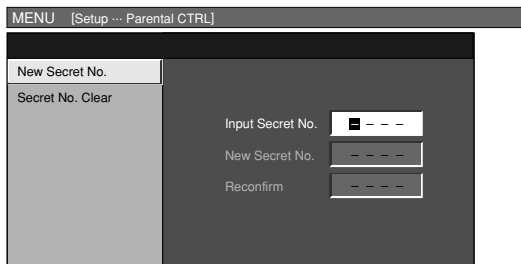 MENU [Setup ··· Parental CTRL]
New Secret No.
Secret No. Clear
Input Secret No. – – – –
New Secret No. – – – –
Reconfirm – – – –